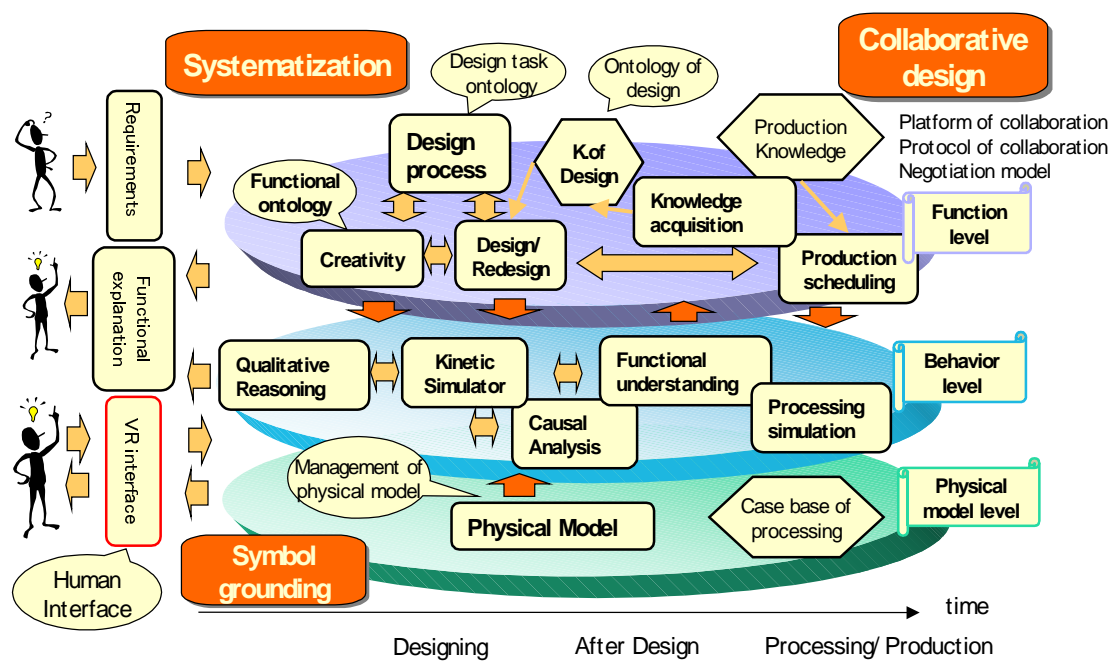 Systematization
Design task
ontology
Ontology of
design
Collaborative
design
Platform of collaboration
Protocol of collaboration
Negotiation model
?
Requirements
Design
process
K.of
Design
Production
Knowledge
Functional
ontology
Knowledge
acquisition
Function
level
Creativity
Design/
Redesign
Production
scheduling
Functional
explanation
Qualitative
Reasoning
Kinetic
Simulator
Functional
understanding
Behavior
level
Causal
Analysis
Processing
simulation
VR interface
Management of
physical model
Physical Model
Case base of
processing
Physical
model level
Symbol
grounding
Human
Interface
time
Designing
After Design
Processing/ Production